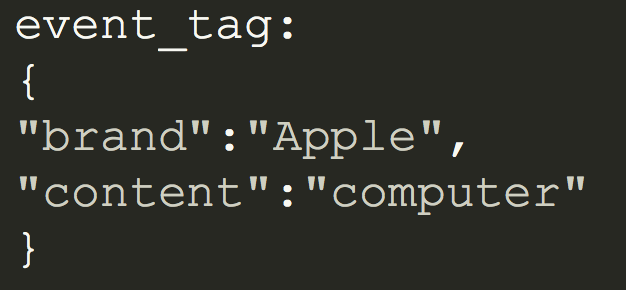 event_tag:
{
"brand":"Apple",
"content":"computer"
}